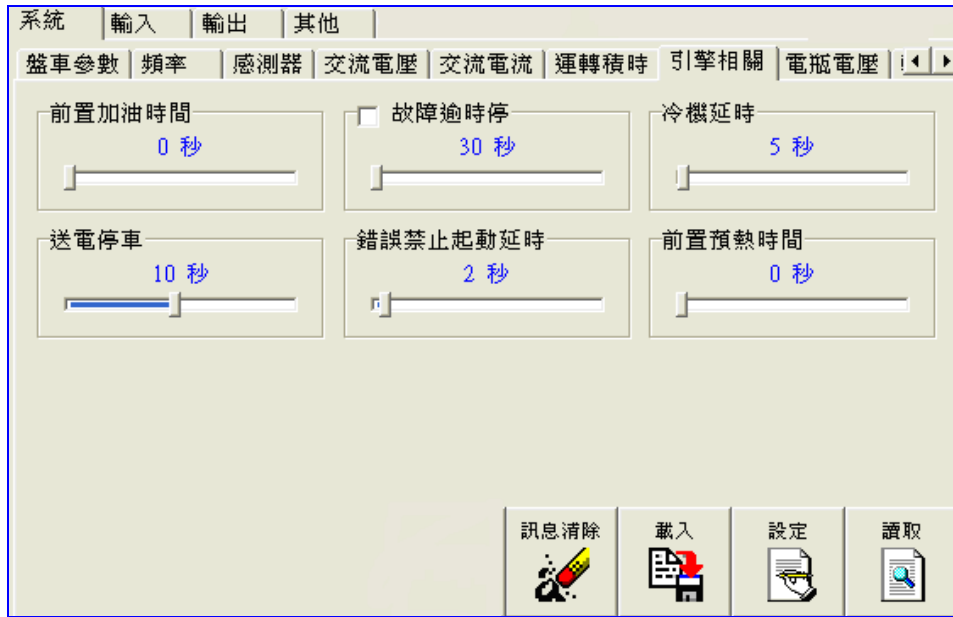 系統 輸入 輸出 其他
盤車參數 頻率 感測器 交流電壓 交流電流 運轉積時 引擎相關 電瓶電壓
前置加油時間 故障逾時停 冷機延時
0 秒 30 秒 5 秒
送電停車 錯誤禁止起動延時 前置預熱時間
10 秒 2 秒 0 秒
訊息清除 載入 設定 讀取